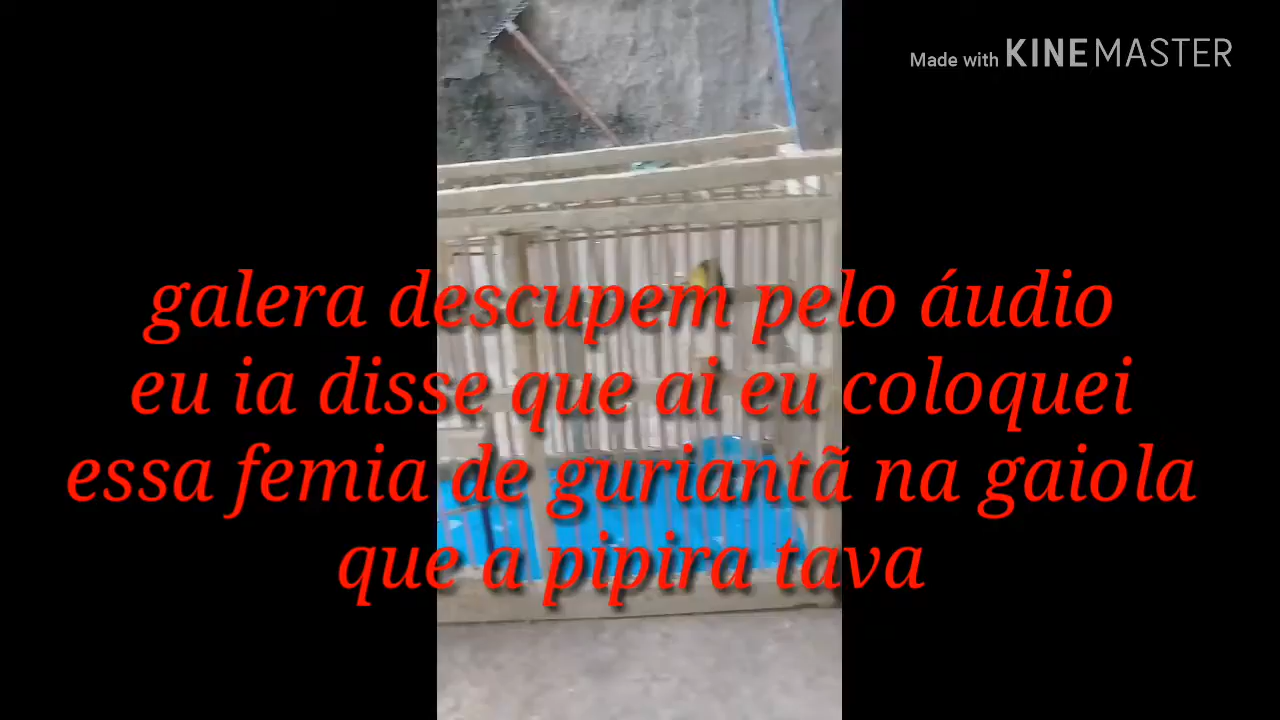 Made with KINEMASTER
galera descupem pelo áudio
eu ia disse que ai eu coloquei
essa femia de guriantã na gaiola
que a pipira tava